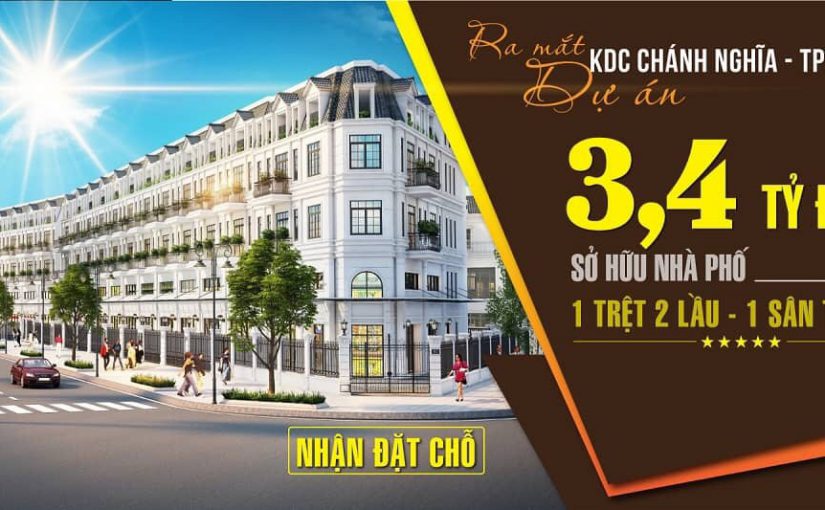 Ra mắt
Dự án
KDC CHÁNH NGHĨA - TP
3,4 TỶ Đ
SỞ HỮU NHÀ PHỐ
1 TRỆT 2 LẦU - 1 SÂN T
NHẬN ĐẶT CHỖ